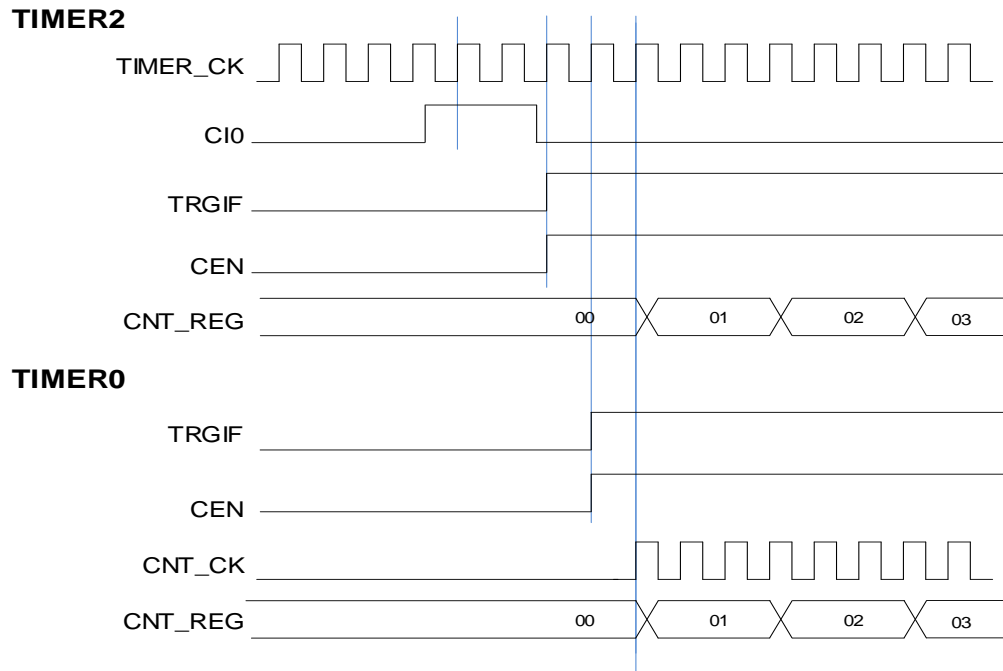 TIMER2
TIMER_CK
CI0
TRGIF
CEN
CNT_REG 00 01 02 03
TIMER0
TRGIF
CEN
CNT_CK
CNT_REG 00 01 02 03